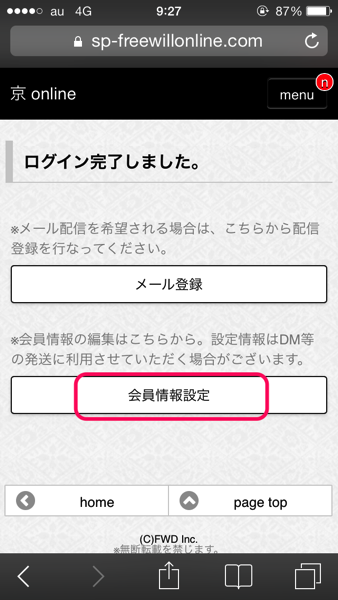 au 4G 9:27 87%
sp-freewillonline.com
京 online
menu
n
ログイン完了しました。
※メール配信を希望される場合は、こちらから配信
登録を行なってください。
メール登録
※会員情報の編集はこちらから。設定情報はDM等
の発送に利用させていただく場合がございます。
会員情報設定
home
page top
(C)FWD Inc.
※無断転載を禁じます。